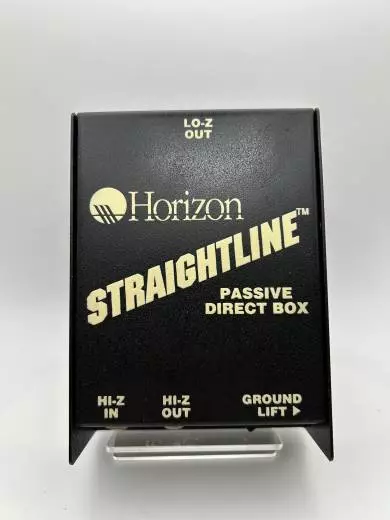 LO-Z
OUT
Horizon
STRAIGHTLINE™
PASSIVE
DIRECT BOX
HI-Z
IN
HI-Z
OUT
GROUND
LIFT ▶